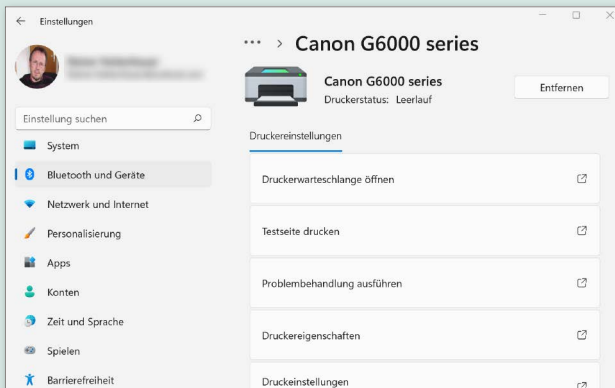 Einstellungen
Einstellung suchen
System
Bluetooth und Geräte
Netzwerk und Internet
Personalisierung
Apps
Konten
Zeit und Sprache
Spielen
Barrierefreiheit
Canon G6000 series
Canon G6000 series
Druckerstatus: Leerlauf
Entfernen
Druckereinstellungen
Druckerwarteschlange öffnen
Testseite drucken
Problembehandlung ausführen
Druckereigenschaften
Druckeinstellungen